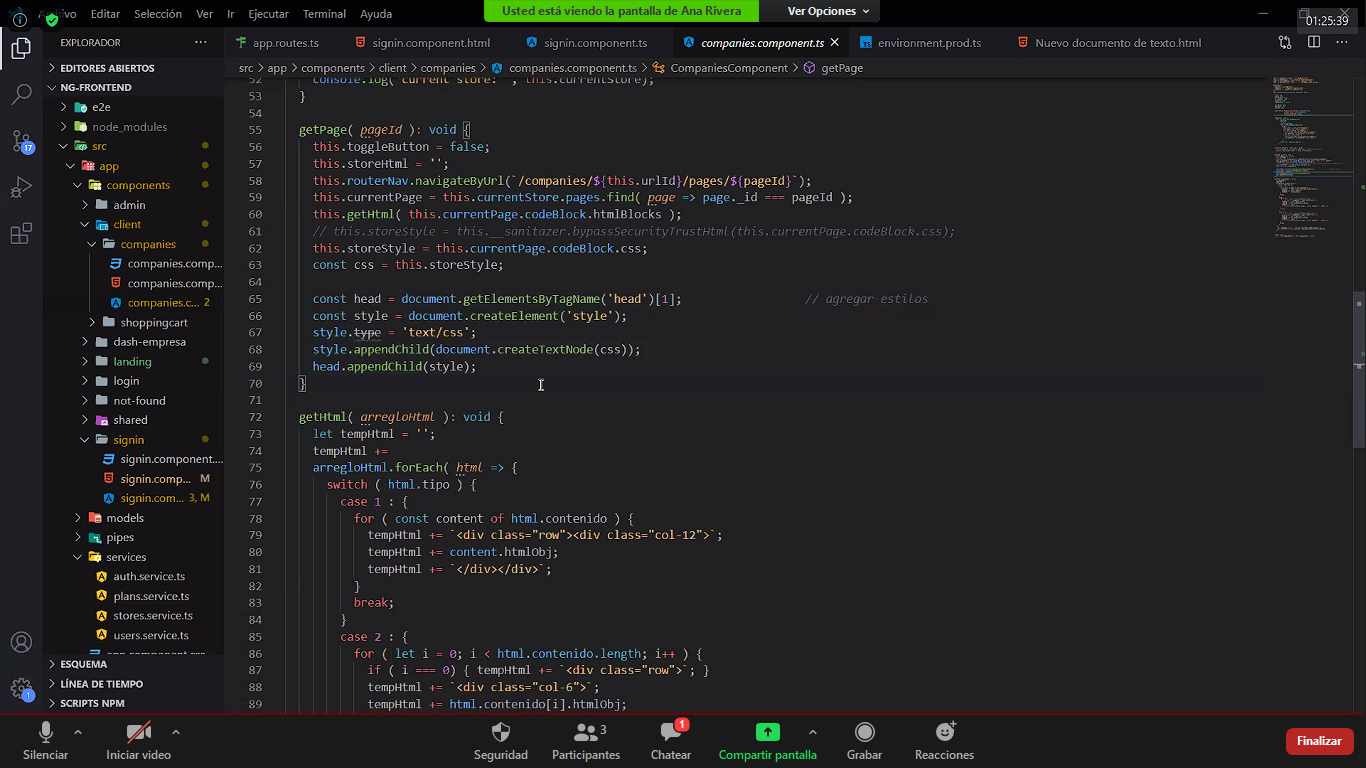 Archivo Editar Selección Ver Ir Ejecutar Terminal Ayuda
Usted está viendo la pantalla de Ana Rivera
Ver Opciones
01:25:39
EXPLORADOR
app.routes.ts
signin.component.html
signin.component.ts
companies.component.ts
environment.prod.ts
Nuevo documento de texto.html
EDITORES ABIERTOS
src > app > components > client > companies > companies.component.ts > CompaniesComponent > getPage
NG-FRONTEND
e2e
node_modules
src
app
components
admin
client
companies
companies.comp...
companies.comp...
companies.c... 2
shoppingcart
dash-empresa
landing
login
not-found
shared
signin
signin.component....
signin.comp... M
signin.com... 3, M
models
pipes
services
auth.service.ts
plans.service.ts
stores.service.ts
users.service.ts
app.component.css
ESQUEMA
LÍNEA DE TIEMPO
SCRIPTS NPM
17
1
52 console.log( 'current store: ', this.currentStore);
53 }
54
55 getPage( pageId ): void {
56 this.toggleButton = false;
57 this.storeHtml = '';
58 this.routerNav.navigateByUrl(`/companies/${this.urlId}/pages/${pageId}`);
59 this.currentPage = this.currentStore.pages.find( page => page._id === pageId );
60 this.getHtml( this.currentPage.codeBlock.htmlBlocks );
61 // this.storeStyle = this.__sanitazer.bypassSecurityTrustHtml(this.currentPage.codeBlock.css);
62 this.storeStyle = this.currentPage.codeBlock.css;
63 const css = this.storeStyle;
64
65 const head = document.getElementsByTagName('head')[1]; // agregar estilos
66 const style = document.createElement('style');
67 style.type = 'text/css';
68 style.appendChild(document.createTextNode(css));
69 head.appendChild(style);
70 }
71
72 getHtml( arregloHtml ): void {
73 let tempHtml = '';
74 tempHtml +=
75 arregloHtml.forEach( html => {
76 switch ( html.tipo ) {
77 case 1 : {
78 for ( const content of html.contenido ) {
79 tempHtml += `<div class="row"><div class="col-12">`;
80 tempHtml += content.htmlObj;
81 tempHtml += `</div></div>`;
82 }
83 break;
84 }
85 case 2 : {
86 for ( let i = 0; i < html.contenido.length; i++ ) {
87 if ( i === 0) { tempHtml += `<div class="row">`; }
88 tempHtml += `<div class="col-6">`;
89 tempHtml += html.contenido[i].htmlObj;
Silenciar
Iniciar video
Seguridad
3
Participantes
1
Chatear
Compartir pantalla
Grabar
Reacciones
Finalizar